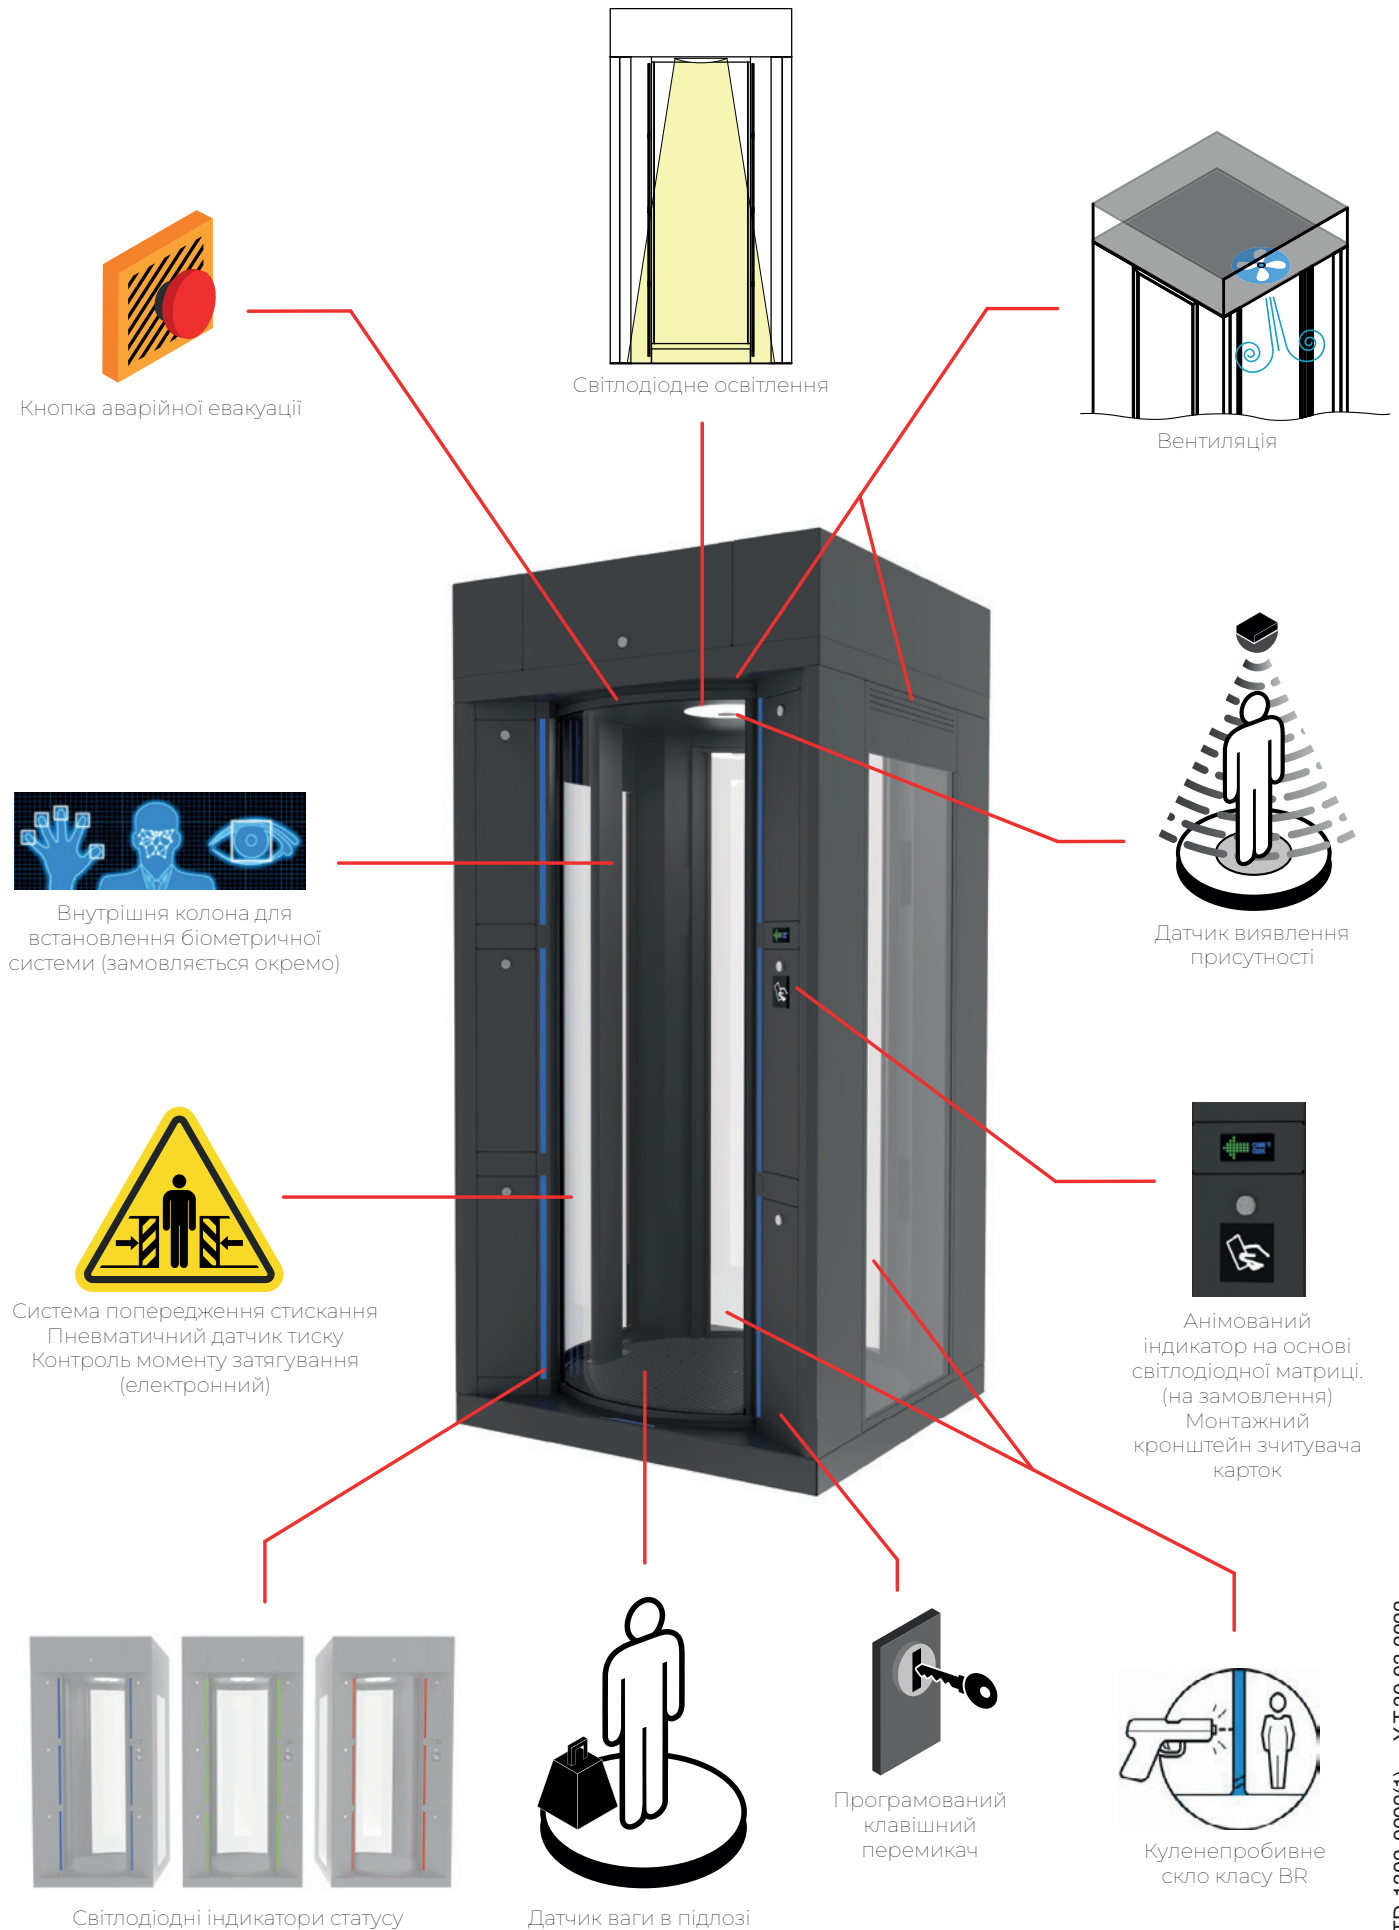 Світлодіодне освітлення
Кнопка аварійної евакуації
Вентиляція
Внутрішня колона для
встановлення біометричної
системи (замовляється окремо)
Датчик виявлення
присутності
Система попередження стискання
Пневматичний датчик тиску
Контроль моменту затягування
(електронний)
Анімований
індикатор на основі
світлодіодної матриці.
(на замовлення)
Монтажний
кронштейн зчитувача
карток
Програмований
клавішний
перемикач
Куленепробивне
скло класу BR
Світлодіодні індикатори статусу
Датчик ваги в підлозі